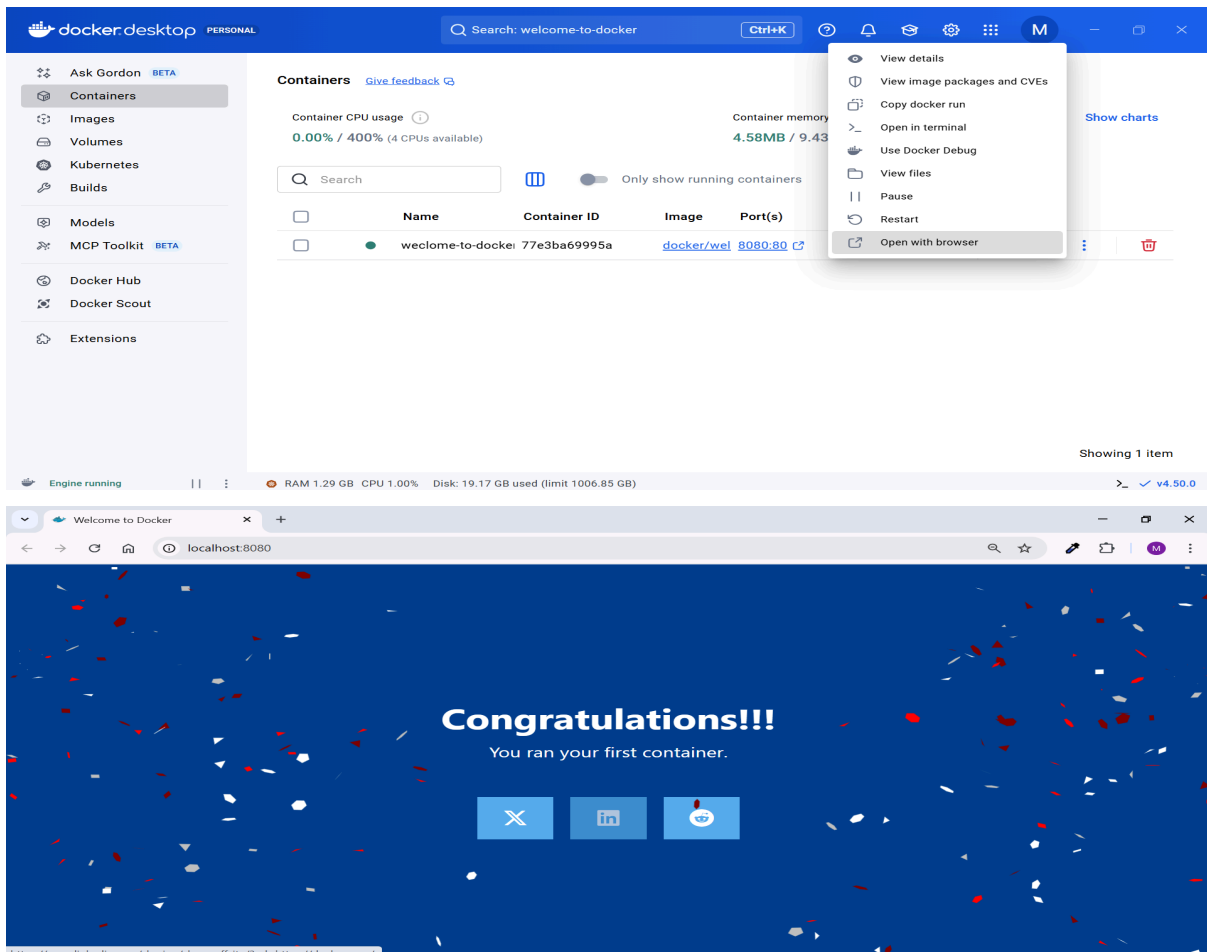 docker.desktop PERSONAL
Search: welcome-to-docker
Ctrl+K
M
Ask Gordon BETA
Containers
Images
Volumes
Kubernetes
Builds
Models
MCP Toolkit BETA
Docker Hub
Docker Scout
Extensions
Containers Give feedback
Container CPU usage
0.00% / 400% (4 CPUs available)
Container memory
4.58MB / 9.43
Show charts
Search
Only show running containers
Name Container ID Image Port(s)
weclome-to-docker 77e3ba69995a docker/wel 8080:80
View details
View image packages and CVEs
Copy docker run
Open in terminal
Use Docker Debug
View files
Pause
Restart
Open with browser
Showing 1 item
Engine running
RAM 1.29 GB CPU 1.00% Disk: 19.17 GB used (limit 1006.85 GB)
v4.50.0
Welcome to Docker
localhost:8080
M
Congratulations!!!
You ran your first container.
X
in